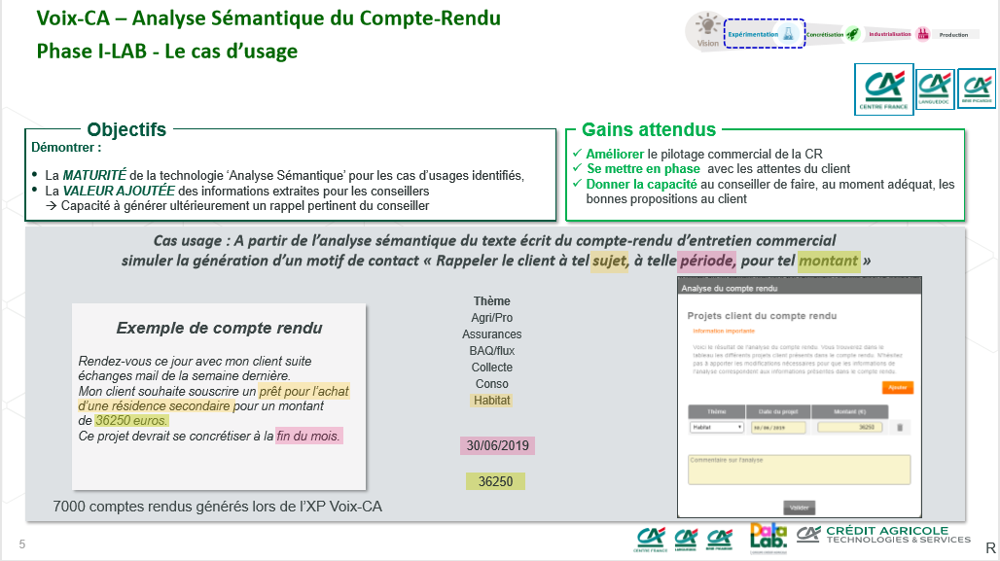 Voix-CA – Analyse Sémantique du Compte-Rendu
Phase I-LAB - Le cas d’usage
Vision
Expérimentation
Concrétisation
Industrialisation
Production
CENTRE FRANCE
LANGUEDOC
BRIE PICARDIE
Objectifs
Démontrer :
• La MATURITÉ de la technologie ‘Analyse Sémantique’ pour les cas d’usages identifiés,
• La VALEUR AJOUTÉE des informations extraites pour les conseillers
→ Capacité à générer ultérieurement un rappel pertinent du conseiller
Gains attendus
✓ Améliorer le pilotage commercial de la CR
✓ Se mettre en phase avec les attentes du client
✓ Donner la capacité au conseiller de faire, au moment adéquat, les
bonnes propositions au client
Cas usage : A partir de l’analyse sémantique du texte écrit du compte-rendu d’entretien commercial
simuler la génération d’un motif de contact « Rappeler le client à tel sujet, à telle période, pour tel montant »
Exemple de compte rendu
Rendez-vous ce jour avec mon client suite
échanges mail de la semaine dernière.
Mon client souhaite souscrire un prêt pour l’achat
d’une résidence secondaire pour un montant
de 36250 euros.
Ce projet devrait se concrétiser à la fin du mois.
7000 comptes rendus générés lors de l’XP Voix-CA
Thème
Agri/Pro
Assurances
BAQ/flux
Collecte
Conso
Habitat
30/06/2019
36250
Analyse du compte rendu
Projets client du compte rendu
Information importante
Voici le résultat de l'analyse du compte rendu. Vous trouverez dans le
tableau les différents projets client présents dans le compte rendu. N'hésitez
pas à apporter les modifications nécessaires pour que les informations de
l'analyse correspondent aux informations présentes dans le compte rendu.
Ajouter
Thème Date du projet Montant (€)
Habitat 30/06/2019 36250
Commentaire sur l'analyse
Valider
5
CENTRE FRANCE
LANGUEDOC
BRIE PICARDIE
Data
Lab.
CRÉDIT AGRICOLE
TECHNOLOGIES & SERVICES
R